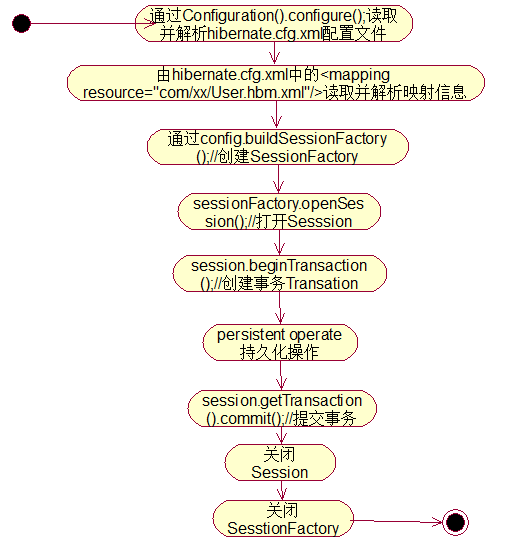 通过Configuration().configure();读取
并解析hibernate.cfg.xml配置文件
由hibernate.cfg.xml中的<mapping
resource="com/xx/User.hbm.xml"/>读取并解析映射信息
通过config.buildSessionFactory
();//创建SessionFactory
sessionFactory.openSes
sion();//打开Sesssion
session.beginTransaction
();//创建事务Transation
persistent operate
持久化操作
session.getTransaction
().commit();//提交事务
关闭
Session
关闭
SesstionFactory